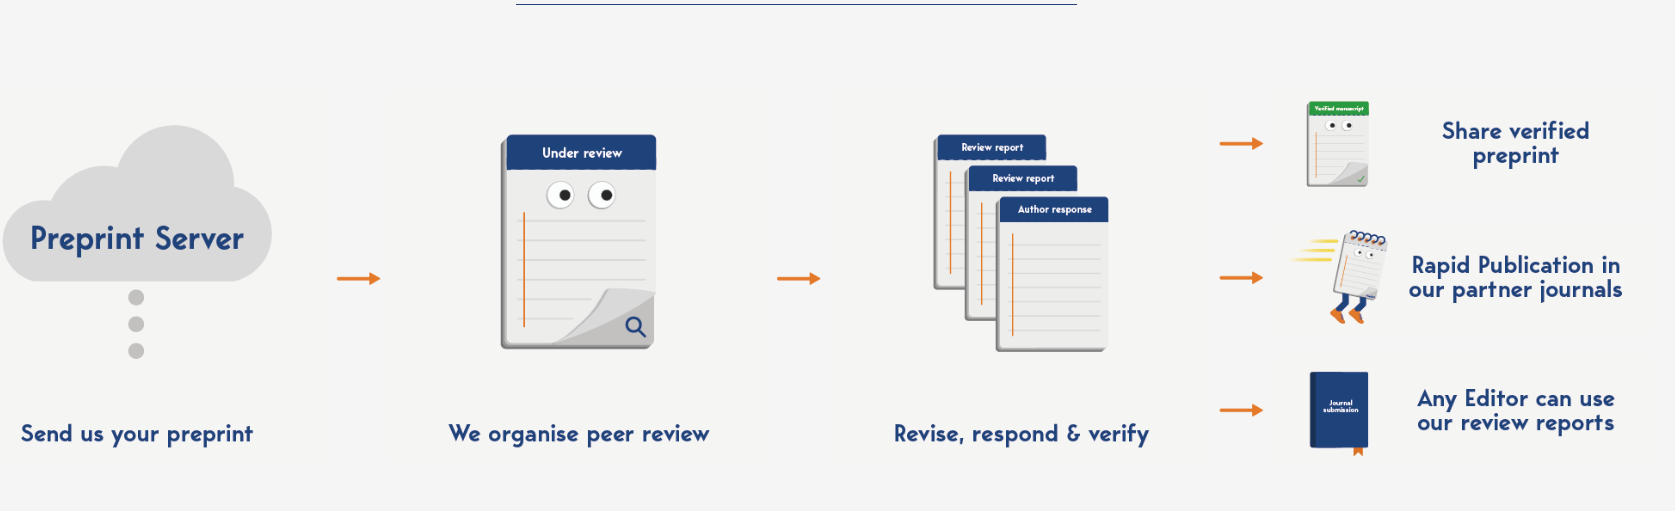 Preprint Server
Send us your preprint
Under review
We organise peer review
Review report
Review report
Author response
Revise, respond & verify
Verified manuscript
Share verified
preprint
Rapid Publication in
our partner journals
Journal
submission
Any Editor can use
our review reports